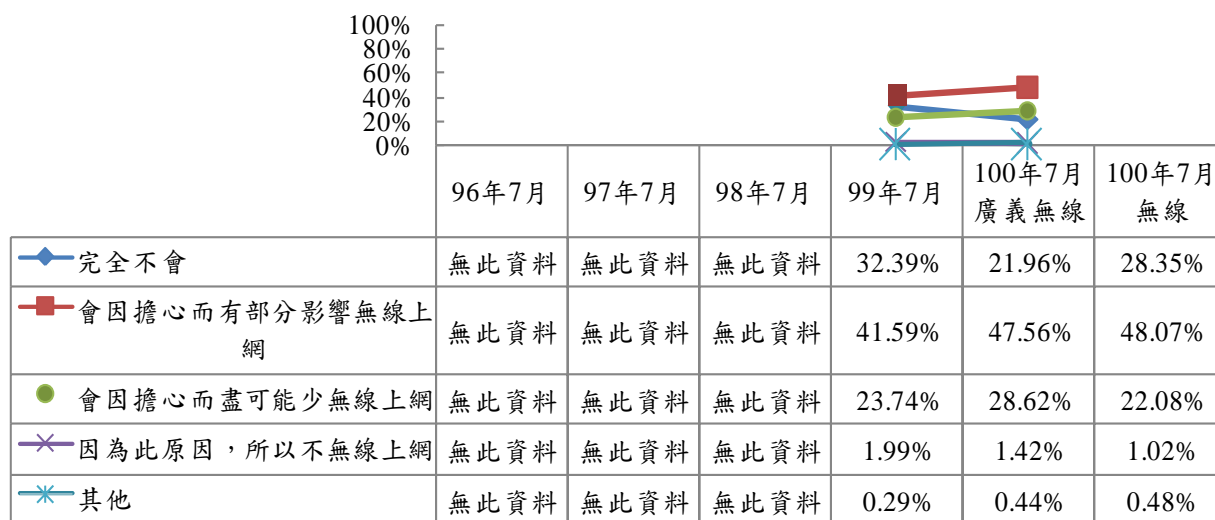 100%
80%
60%
40%
20%
0%
96年7月 97年7月 98年7月 99年7月 100年7月 100年7月
廣義無線 無線
完全不會 無此資料 無此資料 無此資料 32.39% 21.96% 28.35%
會因擔心而有部分影響無線上
網 無此資料 無此資料 無此資料 41.59% 47.56% 48.07%
會因擔心而盡可能少無線上網 無此資料 無此資料 無此資料 23.74% 28.62% 22.08%
因為此原因，所以不無線上網 無此資料 無此資料 無此資料 1.99% 1.42% 1.02%
其他 無此資料 無此資料 無此資料 0.29% 0.44% 0.48%